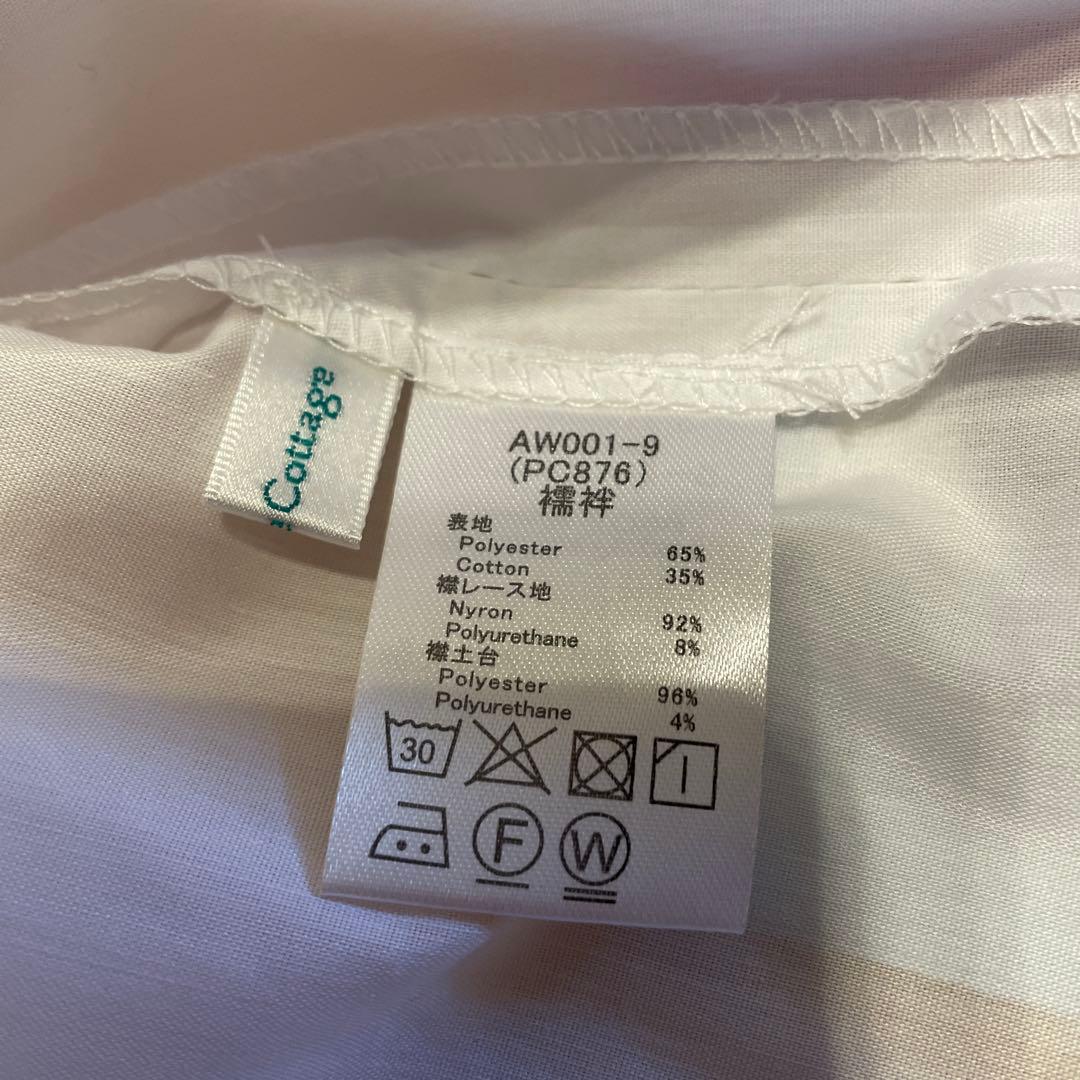 Cottage
AW001-9
(PC876)
襦袢
表地
Polyester 65%
Cotton 35%
襟レース地
Nyron 92%
Polyurethane 8%
襟土台
Polyester 96%
Polyurethane 4%
30
F
W